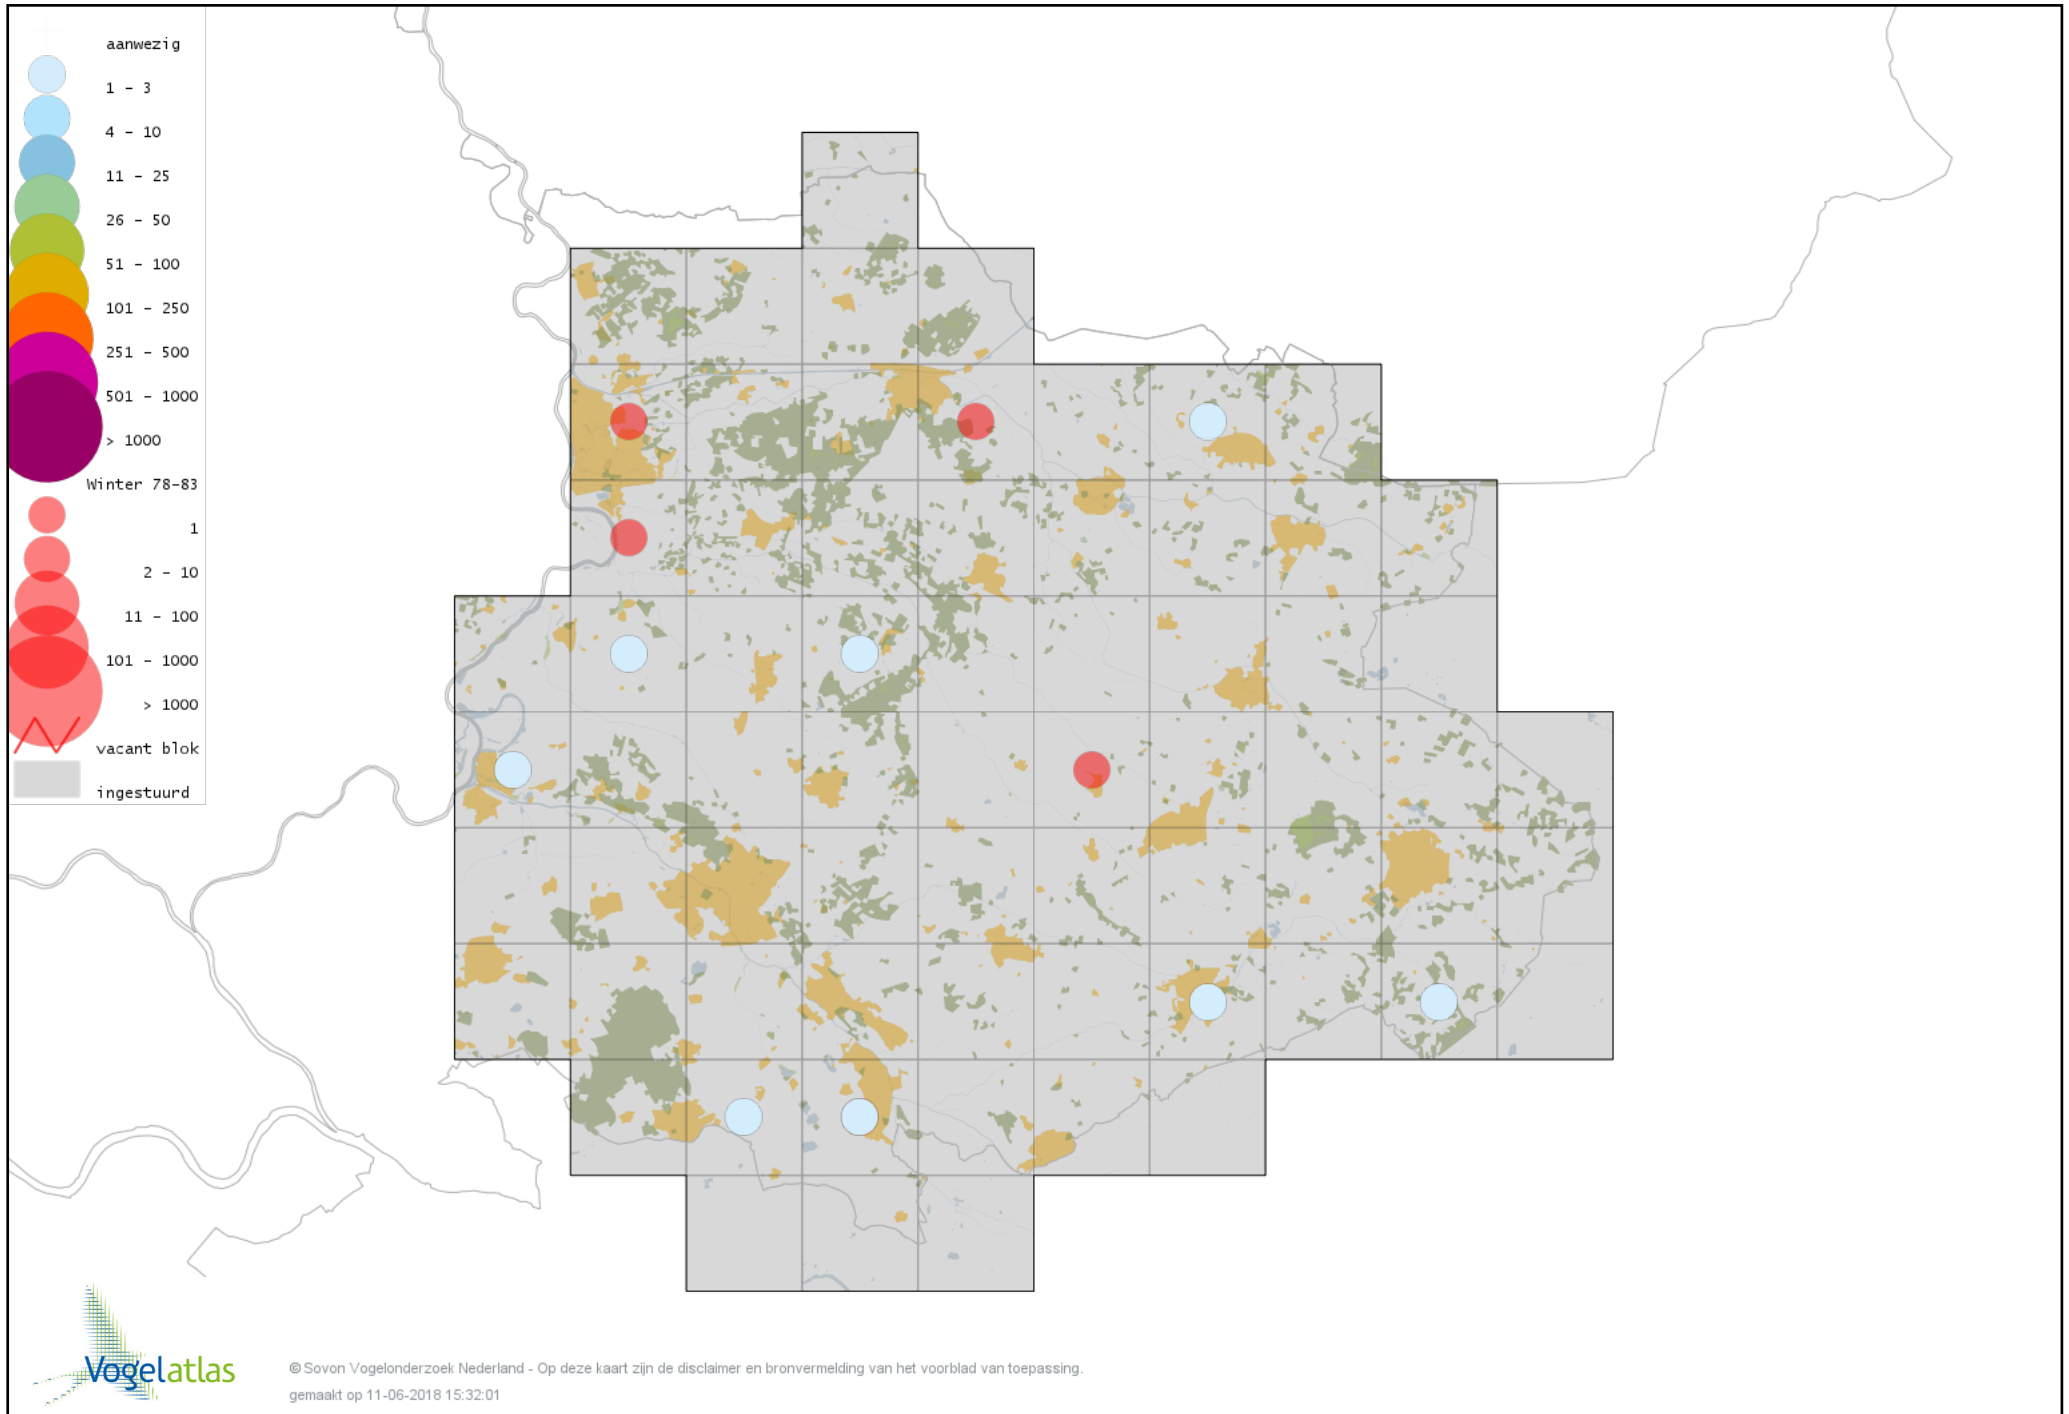 aanwezig
1 - 3
4 - 10
11 - 25
26 - 50
51 - 100
101 - 250
251 - 500
501 - 1000
> 1000
Winter 78-83
1
2 - 10
11 - 100
101 - 1000
> 1000
vacant blok
ingestuurd
Vogelatlas
© Sovon Vogelonderzoek Nederland - Op deze kaart zijn de disclaimer en bronvermelding van het voorblad van toepassing.
gemaakt op 11-06-2018 15:32:01